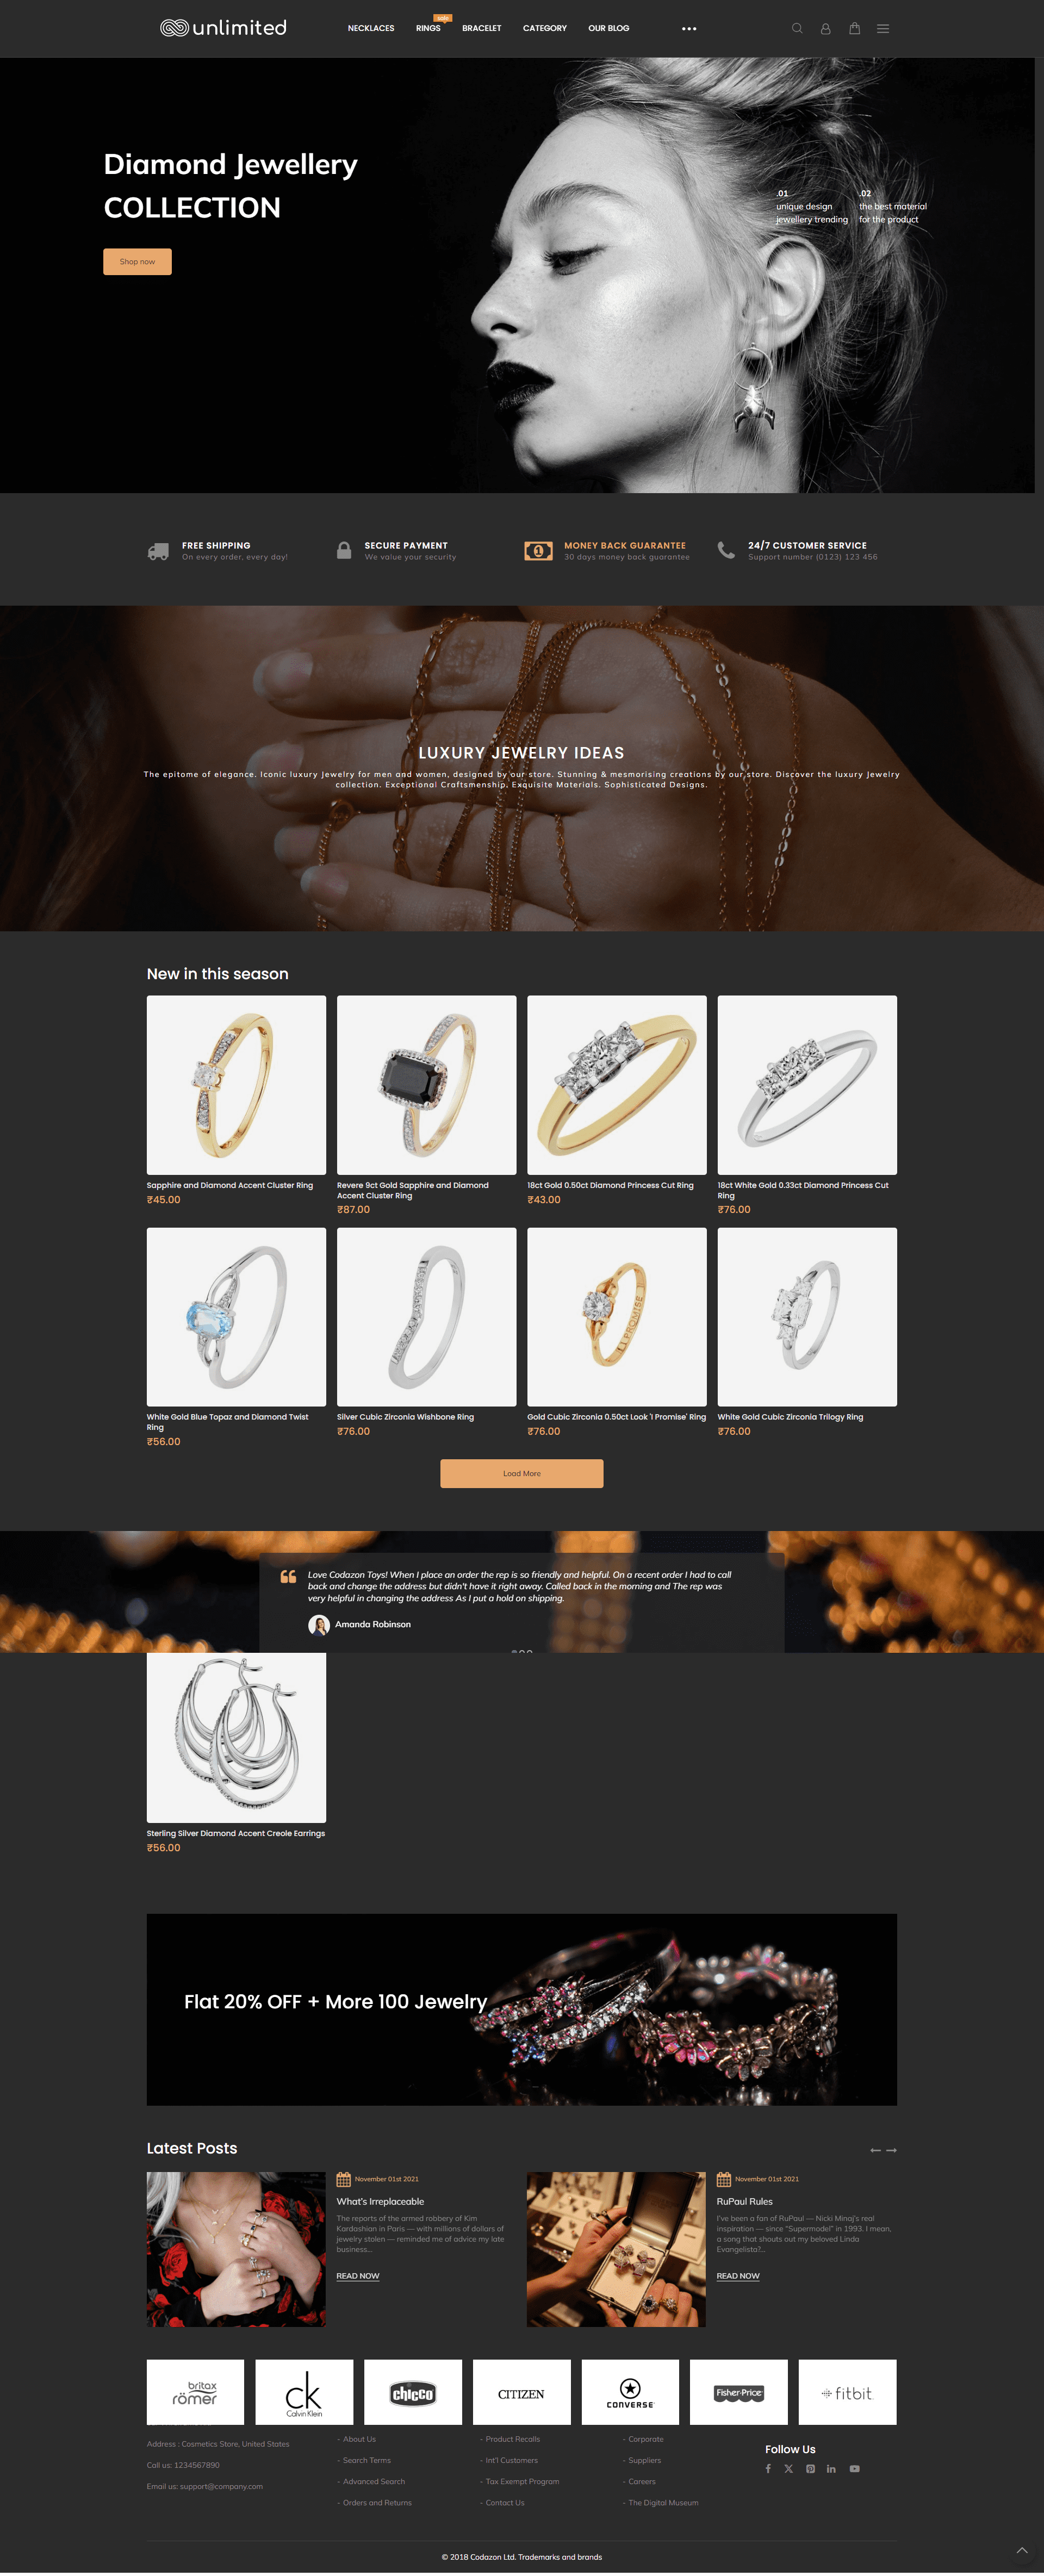 unlimited
NECKLACES
sale
RINGS
BRACELET
CATEGORY
OUR BLOG
Diamond Jewellery
COLLECTION
Shop now
.01
unique design
jewellery trending
.02
the best material
for the product
FREE SHIPPING
On every order, every day!
SECURE PAYMENT
We value your security
MONEY BACK GUARANTEE
30 days money back guarantee
24/7 CUSTOMER SERVICE
Support number (0123) 123 456
LUXURY JEWELRY IDEAS
The epitome of elegance. Iconic luxury Jewelry for men and women, designed by our store. Stunning & mesmorising creations by our store. Discover the luxury Jewelry
collection. Exceptional Craftsmenship. Exquisite Materials. Sophisticated Designs.
New in this season
Sapphire and Diamond Accent Cluster Ring
₹45.00
Revere 9ct Gold Sapphire and Diamond
Accent Cluster Ring
₹87.00
18ct Gold 0.50ct Diamond Princess Cut Ring
₹43.00
18ct White Gold 0.33ct Diamond Princess Cut
Ring
₹76.00
I PROMISE
White Gold Blue Topaz and Diamond Twist
Ring
₹56.00
Silver Cubic Zirconia Wishbone Ring
₹76.00
Gold Cubic Zirconia 0.50ct Look 'I Promise' Ring
₹76.00
White Gold Cubic Zirconia Trilogy Ring
₹76.00
Load More
Love Codazon Toys! When I place an order the rep is so friendly and helpful. On a recent order I had to call
back and change the address but didn't have it right away. Called back in the morning and The rep was
very helpful in changing the address As I put a hold on shipping.
Amanda Robinson
Sterling Silver Diamond Accent Creole Earrings
₹56.00
Flat 20% OFF + More 100 Jewelry
Latest Posts
November 01st 2021
What's Irreplaceable
The reports of the armed robbery of Kim
Kardashian in Paris — with millions of dollars of
jewelry stolen — reminded me of advice my late
business...
READ NOW
November 01st 2021
RuPaul Rules
I've been a fan of RuPaul — Nicki Minaj's real
inspiration — since "Supermodel" in 1993. I mean,
a song that shouts out my beloved Linda
Evangelista?...
READ NOW
britax
römer
ck
Calvin Klein
chicco
CITIZEN
CONVERSE
Fisher-Price
fitbit
Address : Cosmetics Store, United States
Call us: 1234567890
Email us: support@company.com
- About Us
- Search Terms
- Advanced Search
- Orders and Returns
- Product Recalls
- Int'l Customers
- Tax Exempt Program
- Contact Us
- Corporate
- Suppliers
- Careers
- The Digital Museum
Follow Us
© 2018 Codazon Ltd. Trademarks and brands